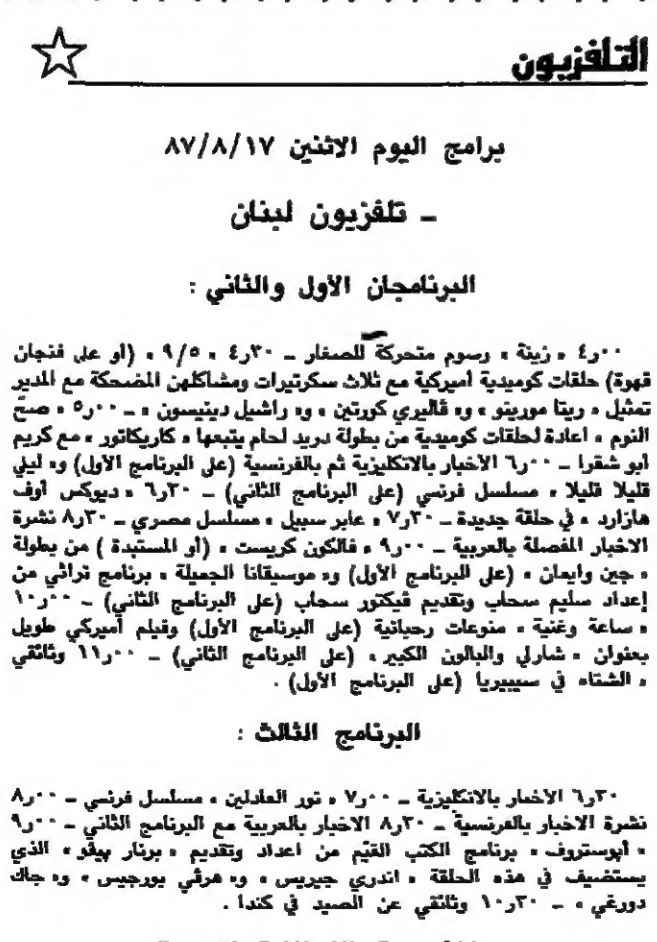 التلفزيون
برامج اليوم الاثنين ٨٧/٨/١٧
ـ تلفزيون لبنان
البرنامجان الأول والثاني :
٤٫٠٠ « زينة » رسوم متحركة للصغار ـ ٤٫٣٠ « ٩/٥ » (أو على فنجان
قهوة) حلقات كوميدية أميركية مع ثلاث سكرتيرات ومشاكلهن المضحكة مع المدير
تمثيل « ريتا مورينو » و« ڤاليري كورتين » و« راشيل دينيسون » ـ ٥٫٠٠ « صحّ
النوم » اعادة لحلقات كوميدية من بطولة دريد لحام يتبعها « كاريكاتور » مع كريم
أبو شقرا ـ ٦٫٠٠ الأخبار بالانكليزية ثم بالفرنسية (على البرنامج الأول) و« ليلي
قليلا قليلا » مسلسل فرنسي (على البرنامج الثاني) ـ ٦٫٣٠ « ديوكس أوف
هازارد » في حلقة جديدة ـ ٧٫٣٠ « عابر سبيل » مسلسل مصري ـ ٨٫٣٠ نشرة
الاخبار المفصلة بالعربية ـ ٩٫٠٠ « فالكون كريست » (أو المستبدة ) من بطولة
« جين وايمان » (على البرنامج الأول) و« موسيقانا الجميلة » برنامج تراثي من
إعداد سليم سحاب وتقديم ڤيكتور سحاب (على البرنامج الثاني) ـ ١٠٫٠٠
« ساعة وغنية » منوعات رحبانية (على البرنامج الأول) وفيلم أميركي طويل
بعنوان « شارلي والبالون الكبير » (على البرنامج الثاني) ـ ١١٫٠٠ وثائقي
« الشتاء في سيبيريا (على البرنامج الأول) .
البرنامج الثالث :
٦٫٣٠ الأخبار بالانكليزية ـ ٧٫٠٠ « نور العادلين » مسلسل فرنسي ـ ٨٫٠٠
نشرة الاخبار بالفرنسية ـ ٨٫٣٠ الاخبار بالعربية مع البرنامج الثاني ـ ٩٫٠٠
« أبوستروف » برنامج الكتب القيّم من اعداد وتقديم « برنار بيڤو » الذي
يستضيف في هذه الحلقة « اندري جيريس » و« هرڤي بورجيس » و« جاك
دورغي » ـ ١٠٫٣٠ وثائقي عن الصيد في كندا .